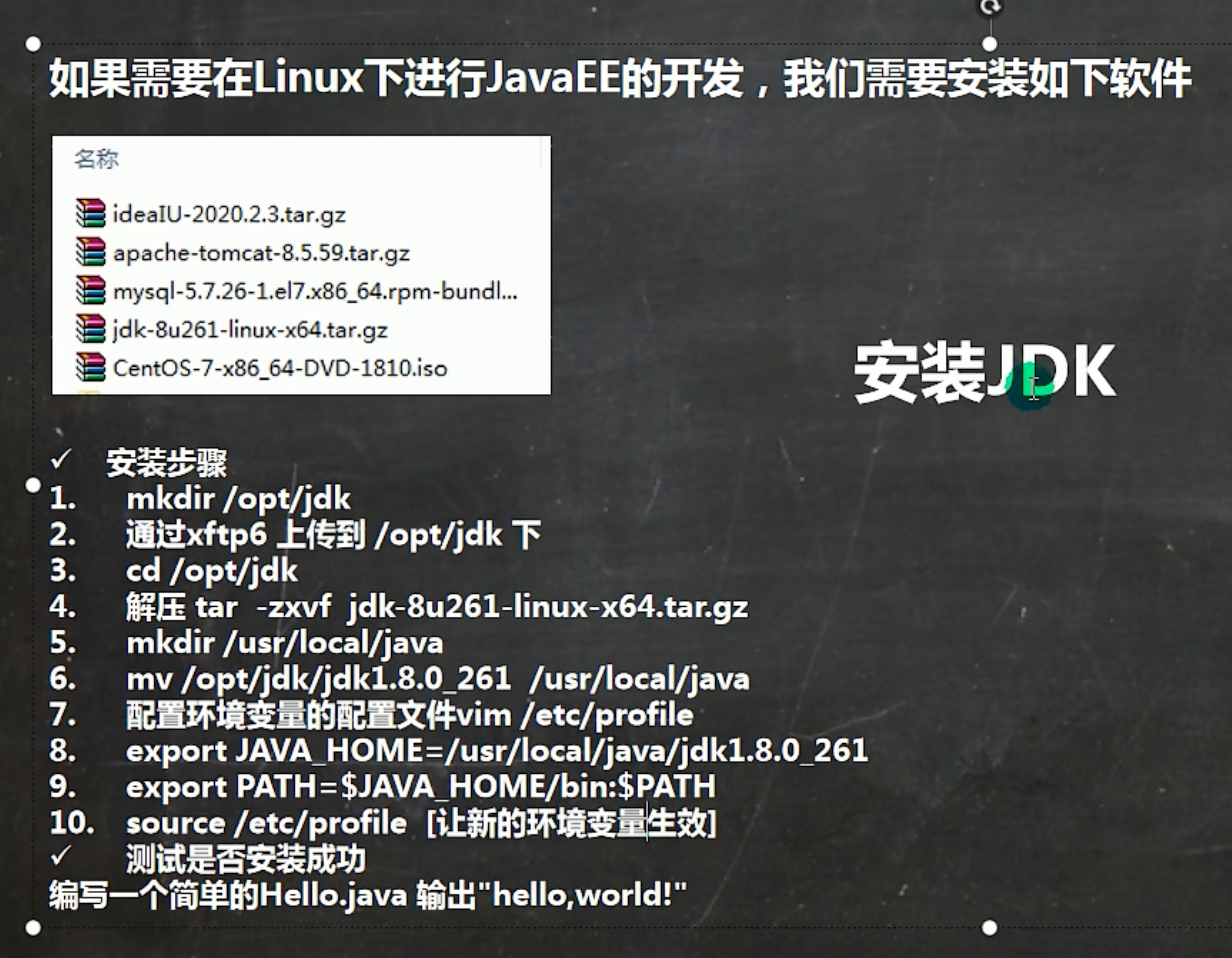 如果需要在Linux下进行JavaEE的开发，我们需要安装如下软件
名称
ideaIU-2020.2.3.tar.gz
apache-tomcat-8.5.59.tar.gz
mysql-5.7.26-1.el7.x86_64.rpm-bundl...
jdk-8u261-linux-x64.tar.gz
CentOS-7-x86_64-DVD-1810.iso
安装JDK
✓ 安装步骤
1. mkdir /opt/jdk
2. 通过xftp6 上传到 /opt/jdk 下
3. cd /opt/jdk
4. 解压 tar -zxvf jdk-8u261-linux-x64.tar.gz
5. mkdir /usr/local/java
6. mv /opt/jdk/jdk1.8.0_261 /usr/local/java
7. 配置环境变量的配置文件vim /etc/profile
8. export JAVA_HOME=/usr/local/java/jdk1.8.0_261
9. export PATH=$JAVA_HOME/bin:$PATH
10. source /etc/profile [让新的环境变量生效]
✓ 测试是否安装成功
编写一个简单的Hello.java 输出"hello,world!"